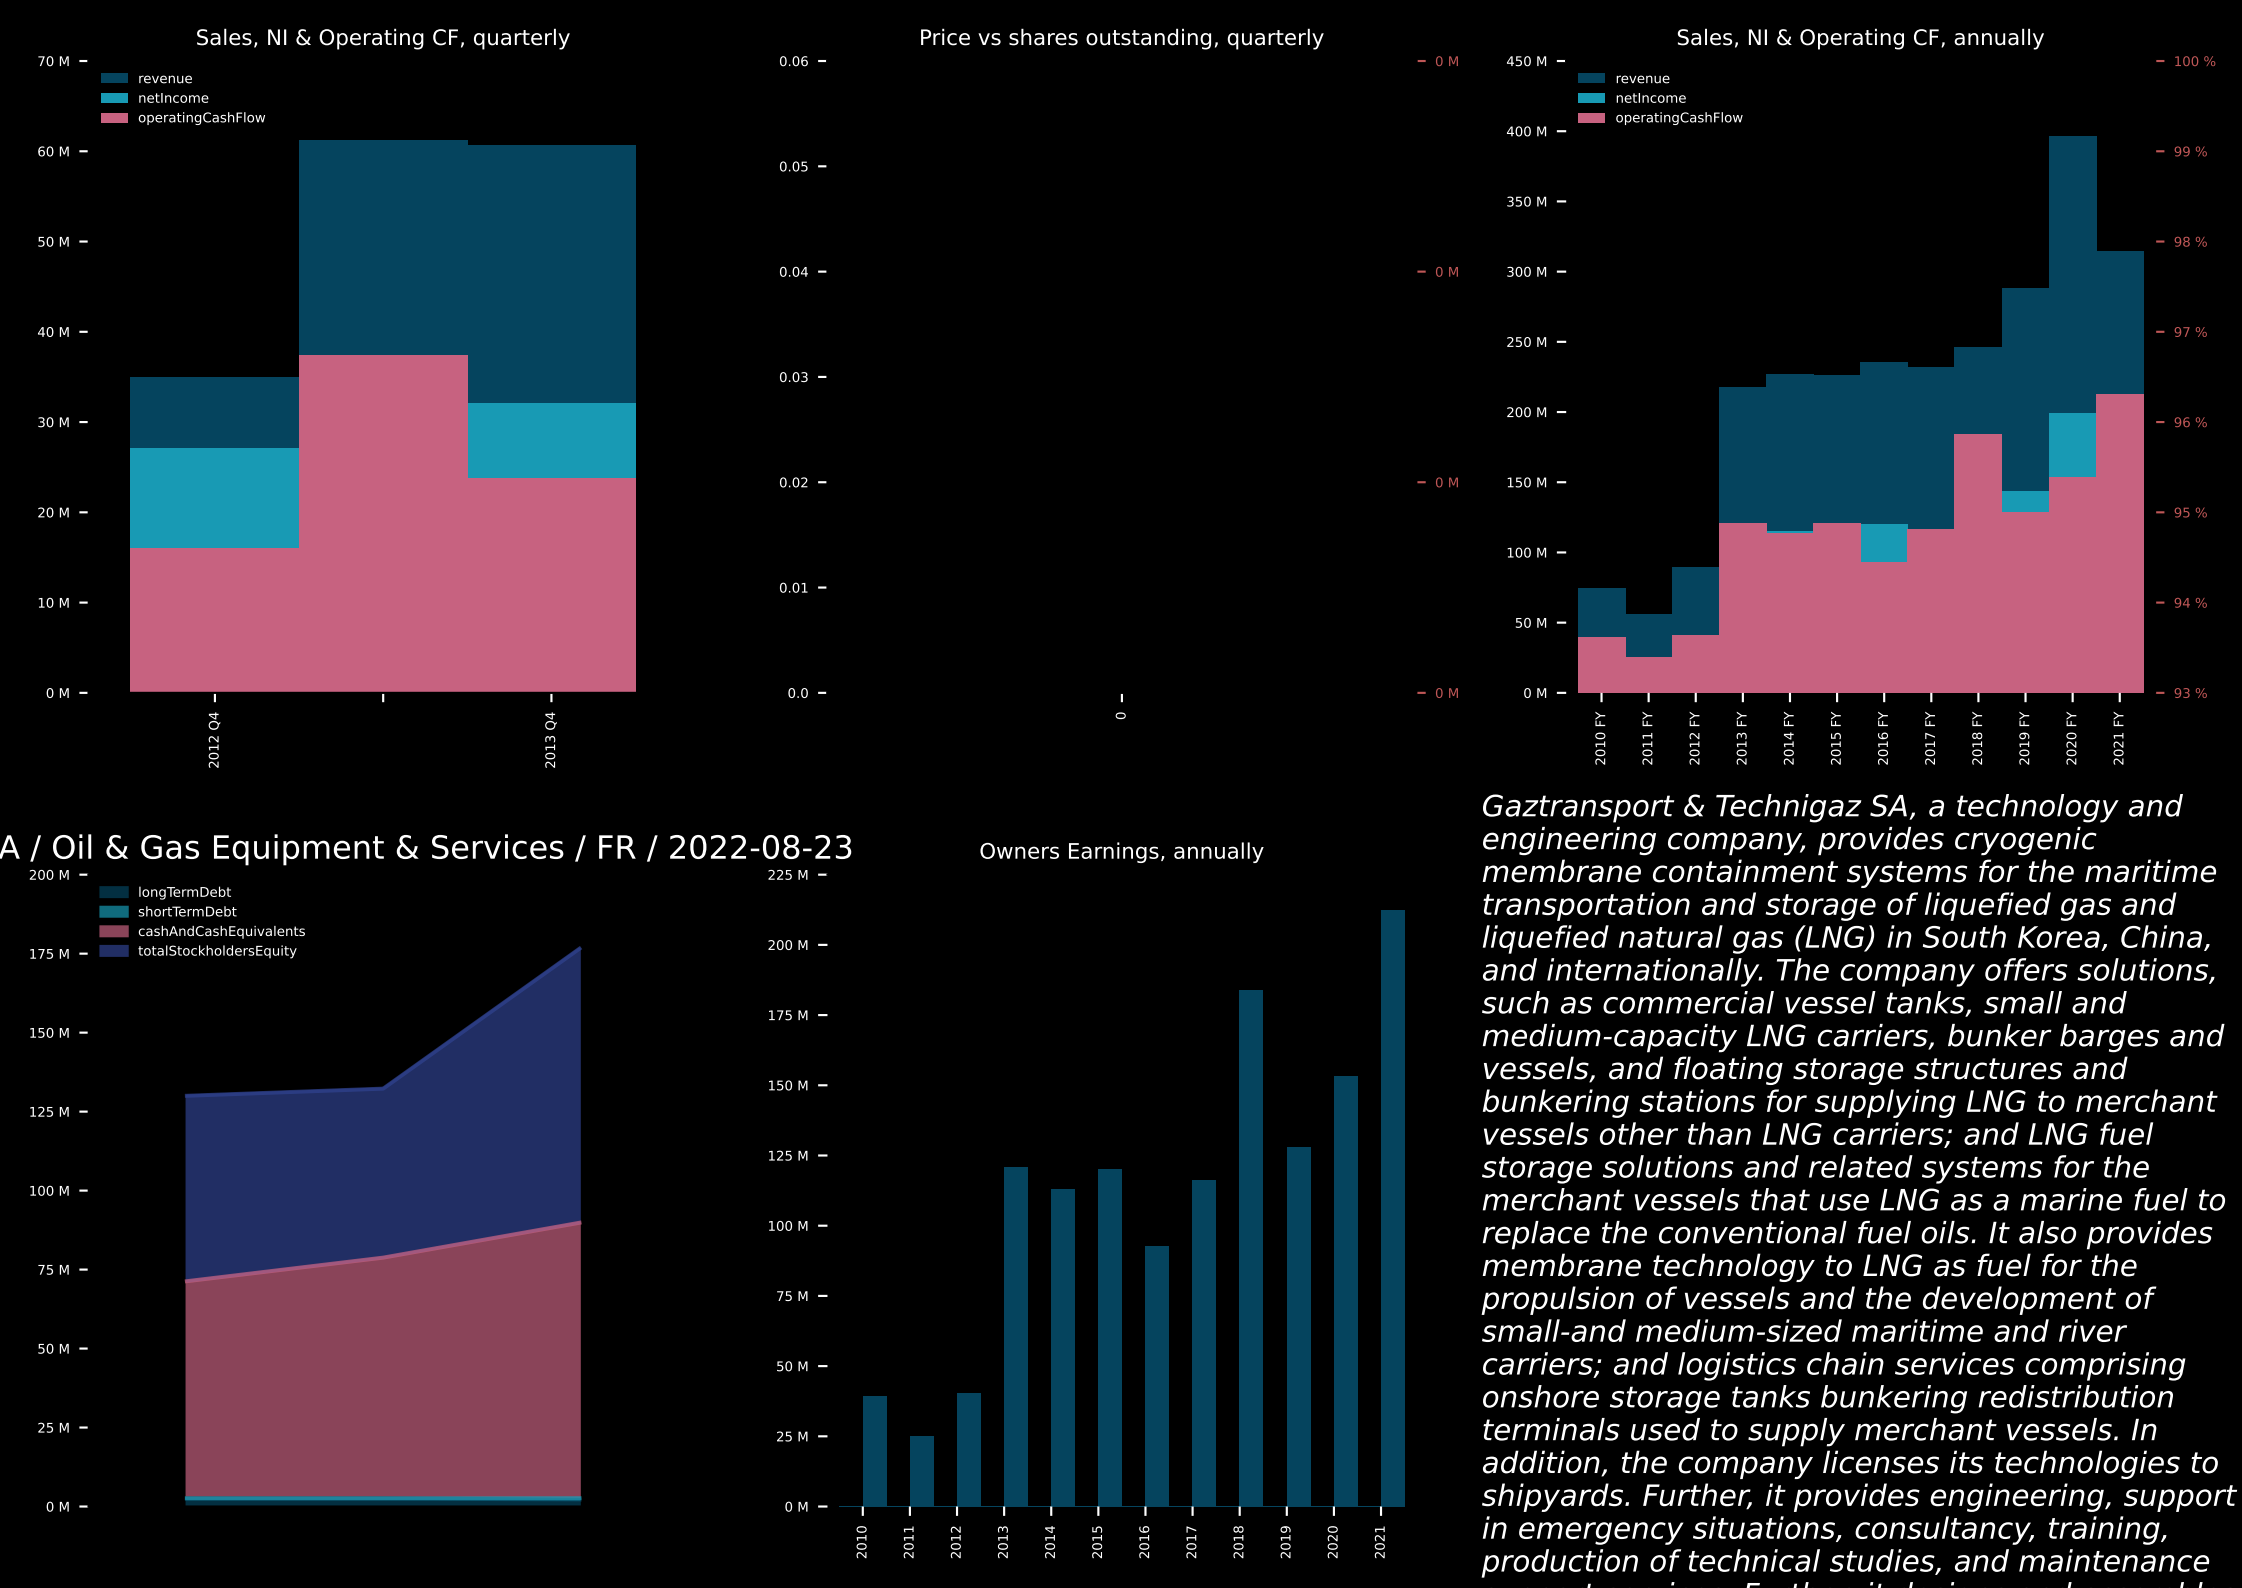 Sales, NI & Operating CF, quarterly
70 M
60 M
50 M
40 M
30 M
20 M
10 M
0 M
revenue
netIncome
operatingCashFlow
2012 Q4
2013 Q4
Price vs shares outstanding, quarterly
0.06
0.05
0.04
0.03
0.02
0.01
0.0
0 M
0 M
0 M
0 M
0
Sales, NI & Operating CF, annually
450 M
400 M
350 M
300 M
250 M
200 M
150 M
100 M
50 M
0 M
revenue
netIncome
operatingCashFlow
100 %
99 %
98 %
97 %
96 %
95 %
94 %
93 %
2010 FY
2011 FY
2012 FY
2013 FY
2014 FY
2015 FY
2016 FY
2017 FY
2018 FY
2019 FY
2020 FY
2021 FY
A / Oil & Gas Equipment & Services / FR / 2022-08-23
200 M
175 M
150 M
125 M
100 M
75 M
50 M
25 M
0 M
longTermDebt
shortTermDebt
cashAndCashEquivalents
totalStockholdersEquity
Owners Earnings, annually
225 M
200 M
175 M
150 M
125 M
100 M
75 M
50 M
25 M
0 M
2010
2011
2012
2013
2014
2015
2016
2017
2018
2019
2020
2021
Gaztransport & Technigaz SA, a technology and
engineering company, provides cryogenic
membrane containment systems for the maritime
transportation and storage of liquefied gas and
liquefied natural gas (LNG) in South Korea, China,
and internationally. The company offers solutions,
such as commercial vessel tanks, small and
medium-capacity LNG carriers, bunker barges and
vessels, and floating storage structures and
bunkering stations for supplying LNG to merchant
vessels other than LNG carriers; and LNG fuel
storage solutions and related systems for the
merchant vessels that use LNG as a marine fuel to
replace the conventional fuel oils. It also provides
membrane technology to LNG as fuel for the
propulsion of vessels and the development of
small-and medium-sized maritime and river
carriers; and logistics chain services comprising
onshore storage tanks bunkering redistribution
terminals used to supply merchant vessels. In
addition, the company licenses its technologies to
shipyards. Further, it provides engineering, support
in emergency situations, consultancy, training,
production of technical studies, and maintenance